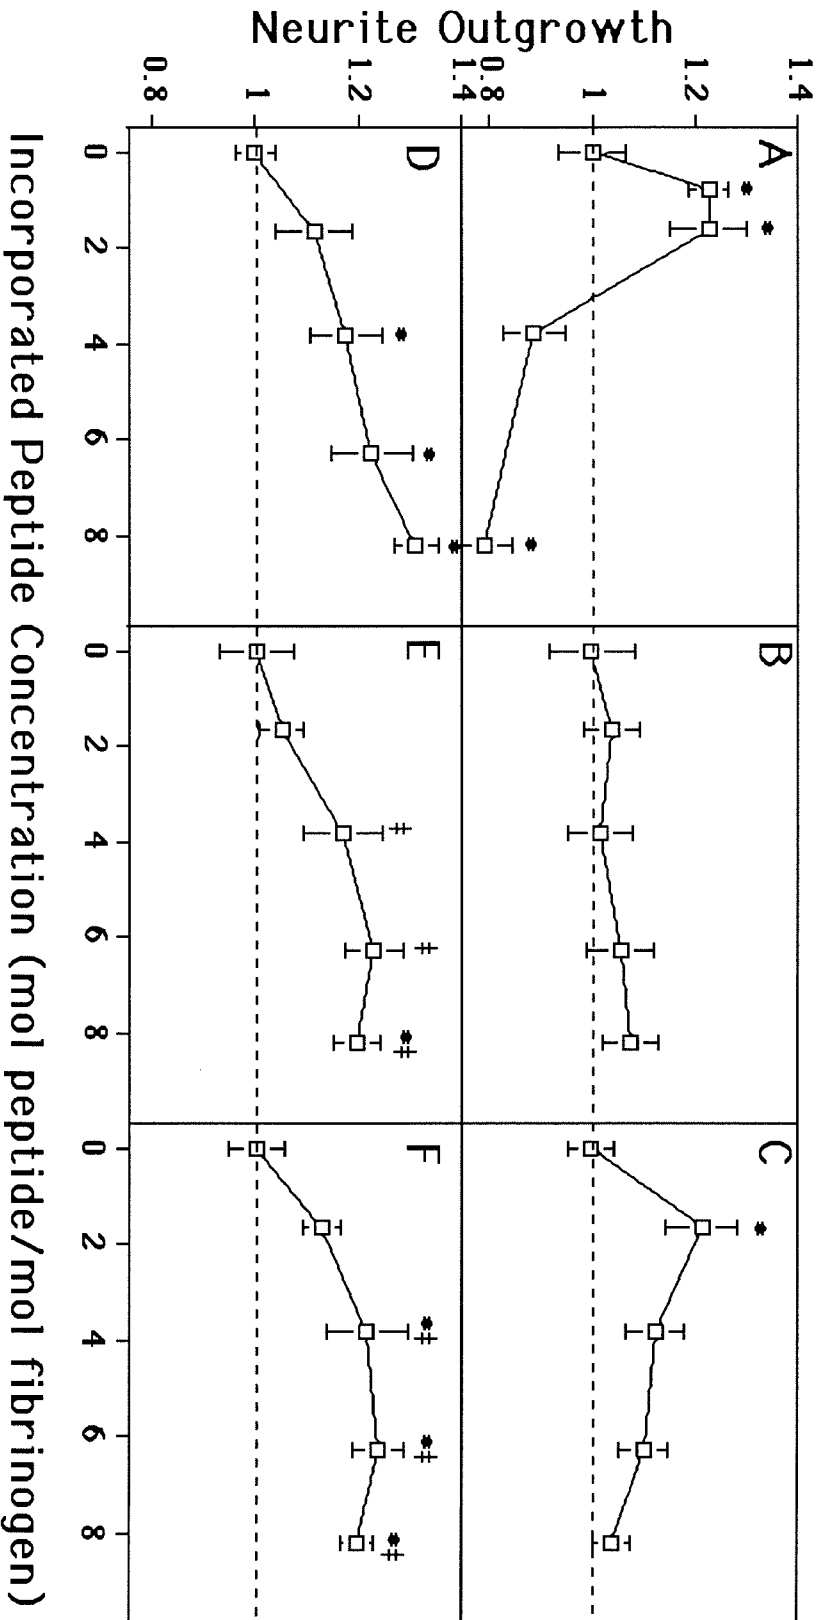 Neurite Outgrowth
A
B
C
1.4
1.2
1
0.8
D
E
F
1.4
1.2
1
0.8
0 2 4 6 8 0 2 4 6 8 0 2 4 6 8
Incorporated Peptide Concentration (mol peptide/mol fibrinogen)